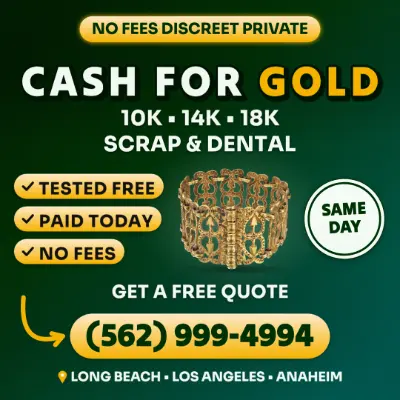 NO FEES DISCREET PRIVATE
CASH FOR GOLD
10K ▪ 14K ▪ 18K
SCRAP & DENTAL
✓ TESTED FREE
✓ PAID TODAY
✓ NO FEES
SAME
DAY
GET A FREE QUOTE
(562) 999-4994
LONG BEACH ▪ LOS ANGELES ▪ ANAHEIM